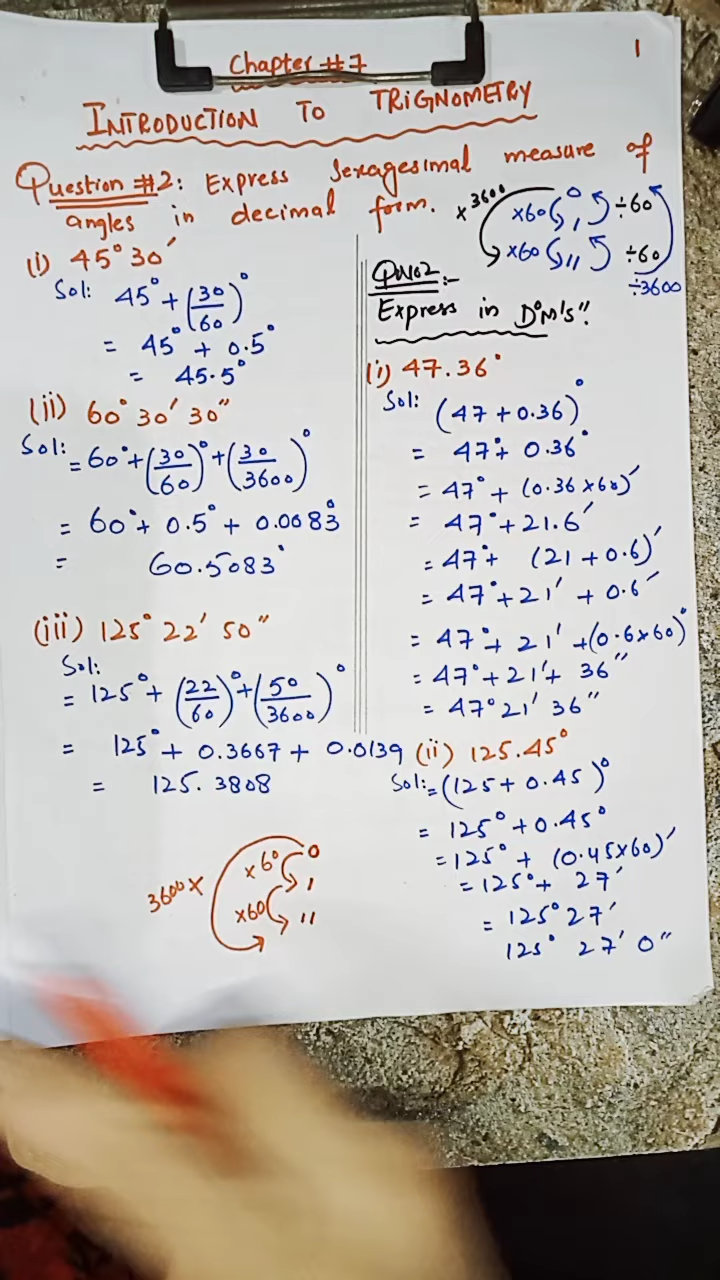 Chapter #7
1
INTRODUCTION TO TRIGNOMETRY
Question #2: Express Sexagesimal measure of
angles in decimal form.
×3600
×60 ° ÷60
′
×60 ″ ÷60
÷3600
(i) 45° 30′
Sol: 45° + (30/60)°
= 45° + 0.5°
= 45.5°
(ii) 60° 30′ 30″
Sol: = 60° + (30/60)° + (30/3600)°
= 60° + 0.5° + 0.0083°
= 60.5083°
(iii) 125° 22′ 50″
Sol:
= 125° + (22/60)° + (50/3600)°
= 125° + 0.3667 + 0.0139
= 125.3808
3600×
×60 °
′
×60 ″
QNo2:-
Express in D°M′S″.
(i) 47.36°
Sol: (47 + 0.36)°
= 47° + 0.36°
= 47° + (0.36×60)′
= 47° + 21.6′
= 47° + (21 + 0.6)′
= 47° + 21′ + 0.6′
= 47° + 21′ + (0.6×60)°
= 47° + 21′ + 36″
= 47° 21′ 36″
(ii) 125.45°
Sol: = (125 + 0.45)°
= 125° + 0.45°
= 125° + (0.45×60)′
= 125° + 27′
= 125° 27′
125° 27′ 0″